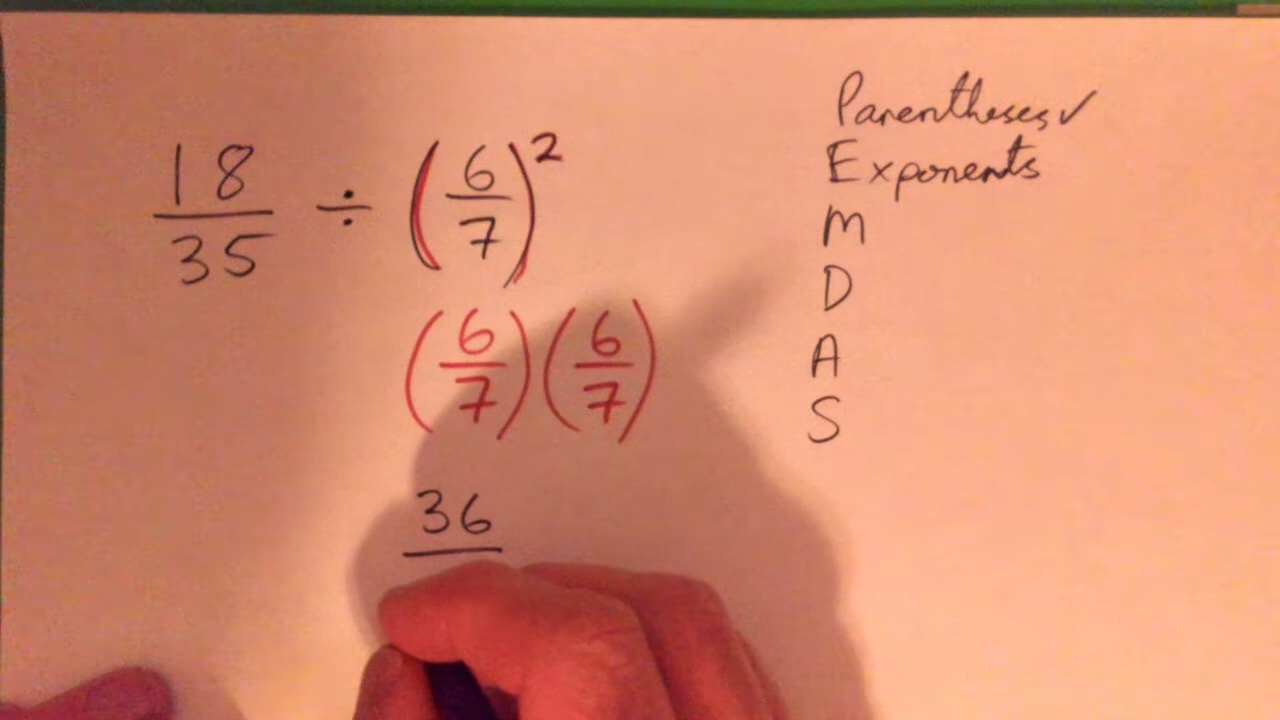 18/35 ÷ (6/7)²
(6/7)(6/7)
36
Parentheses ✓
Exponents
M
D
A
S